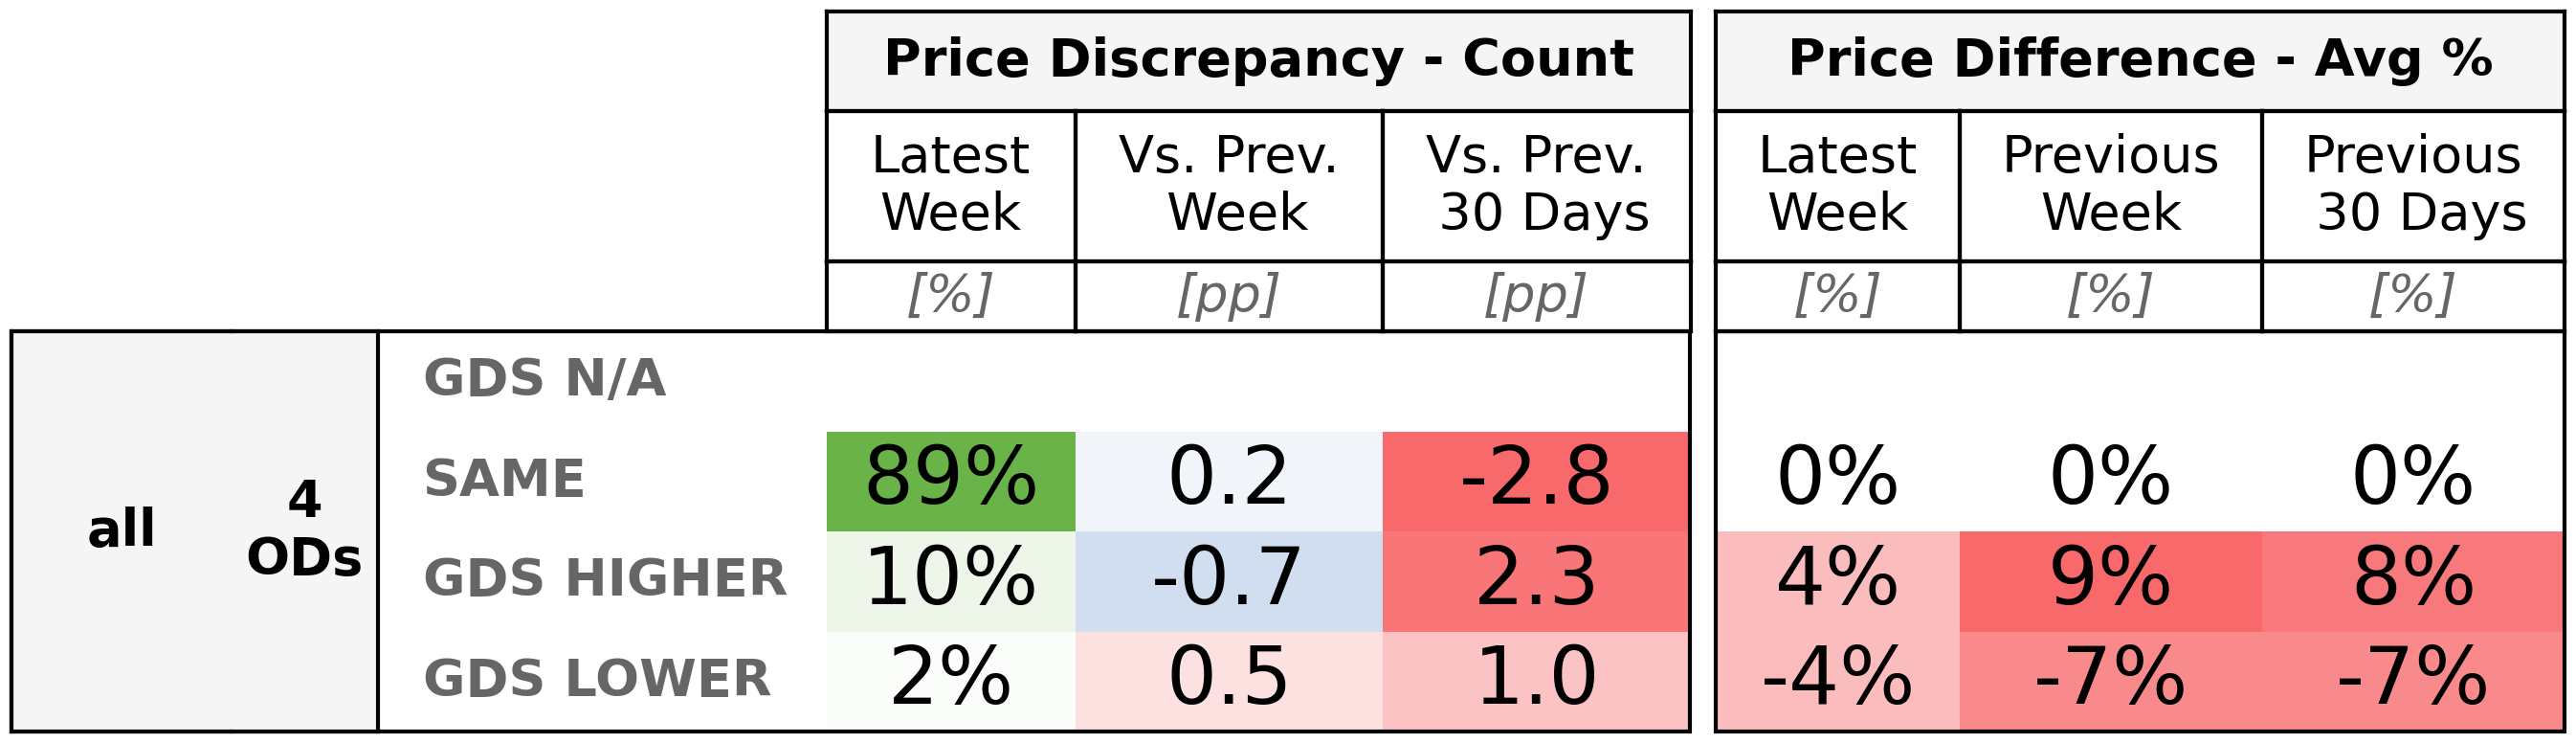 Price Discrepancy - Count Price Difference - Avg %
Latest Week Vs. Prev. Week Vs. Prev. 30 Days Latest Week Previous Week Previous 30 Days
[%] [pp] [pp] [%] [%] [%]
all 4 ODs
GDS N/A
SAME 89% 0.2 -2.8 0% 0% 0%
GDS HIGHER 10% -0.7 2.3 4% 9% 8%
GDS LOWER 2% 0.5 1.0 -4% -7% -7%